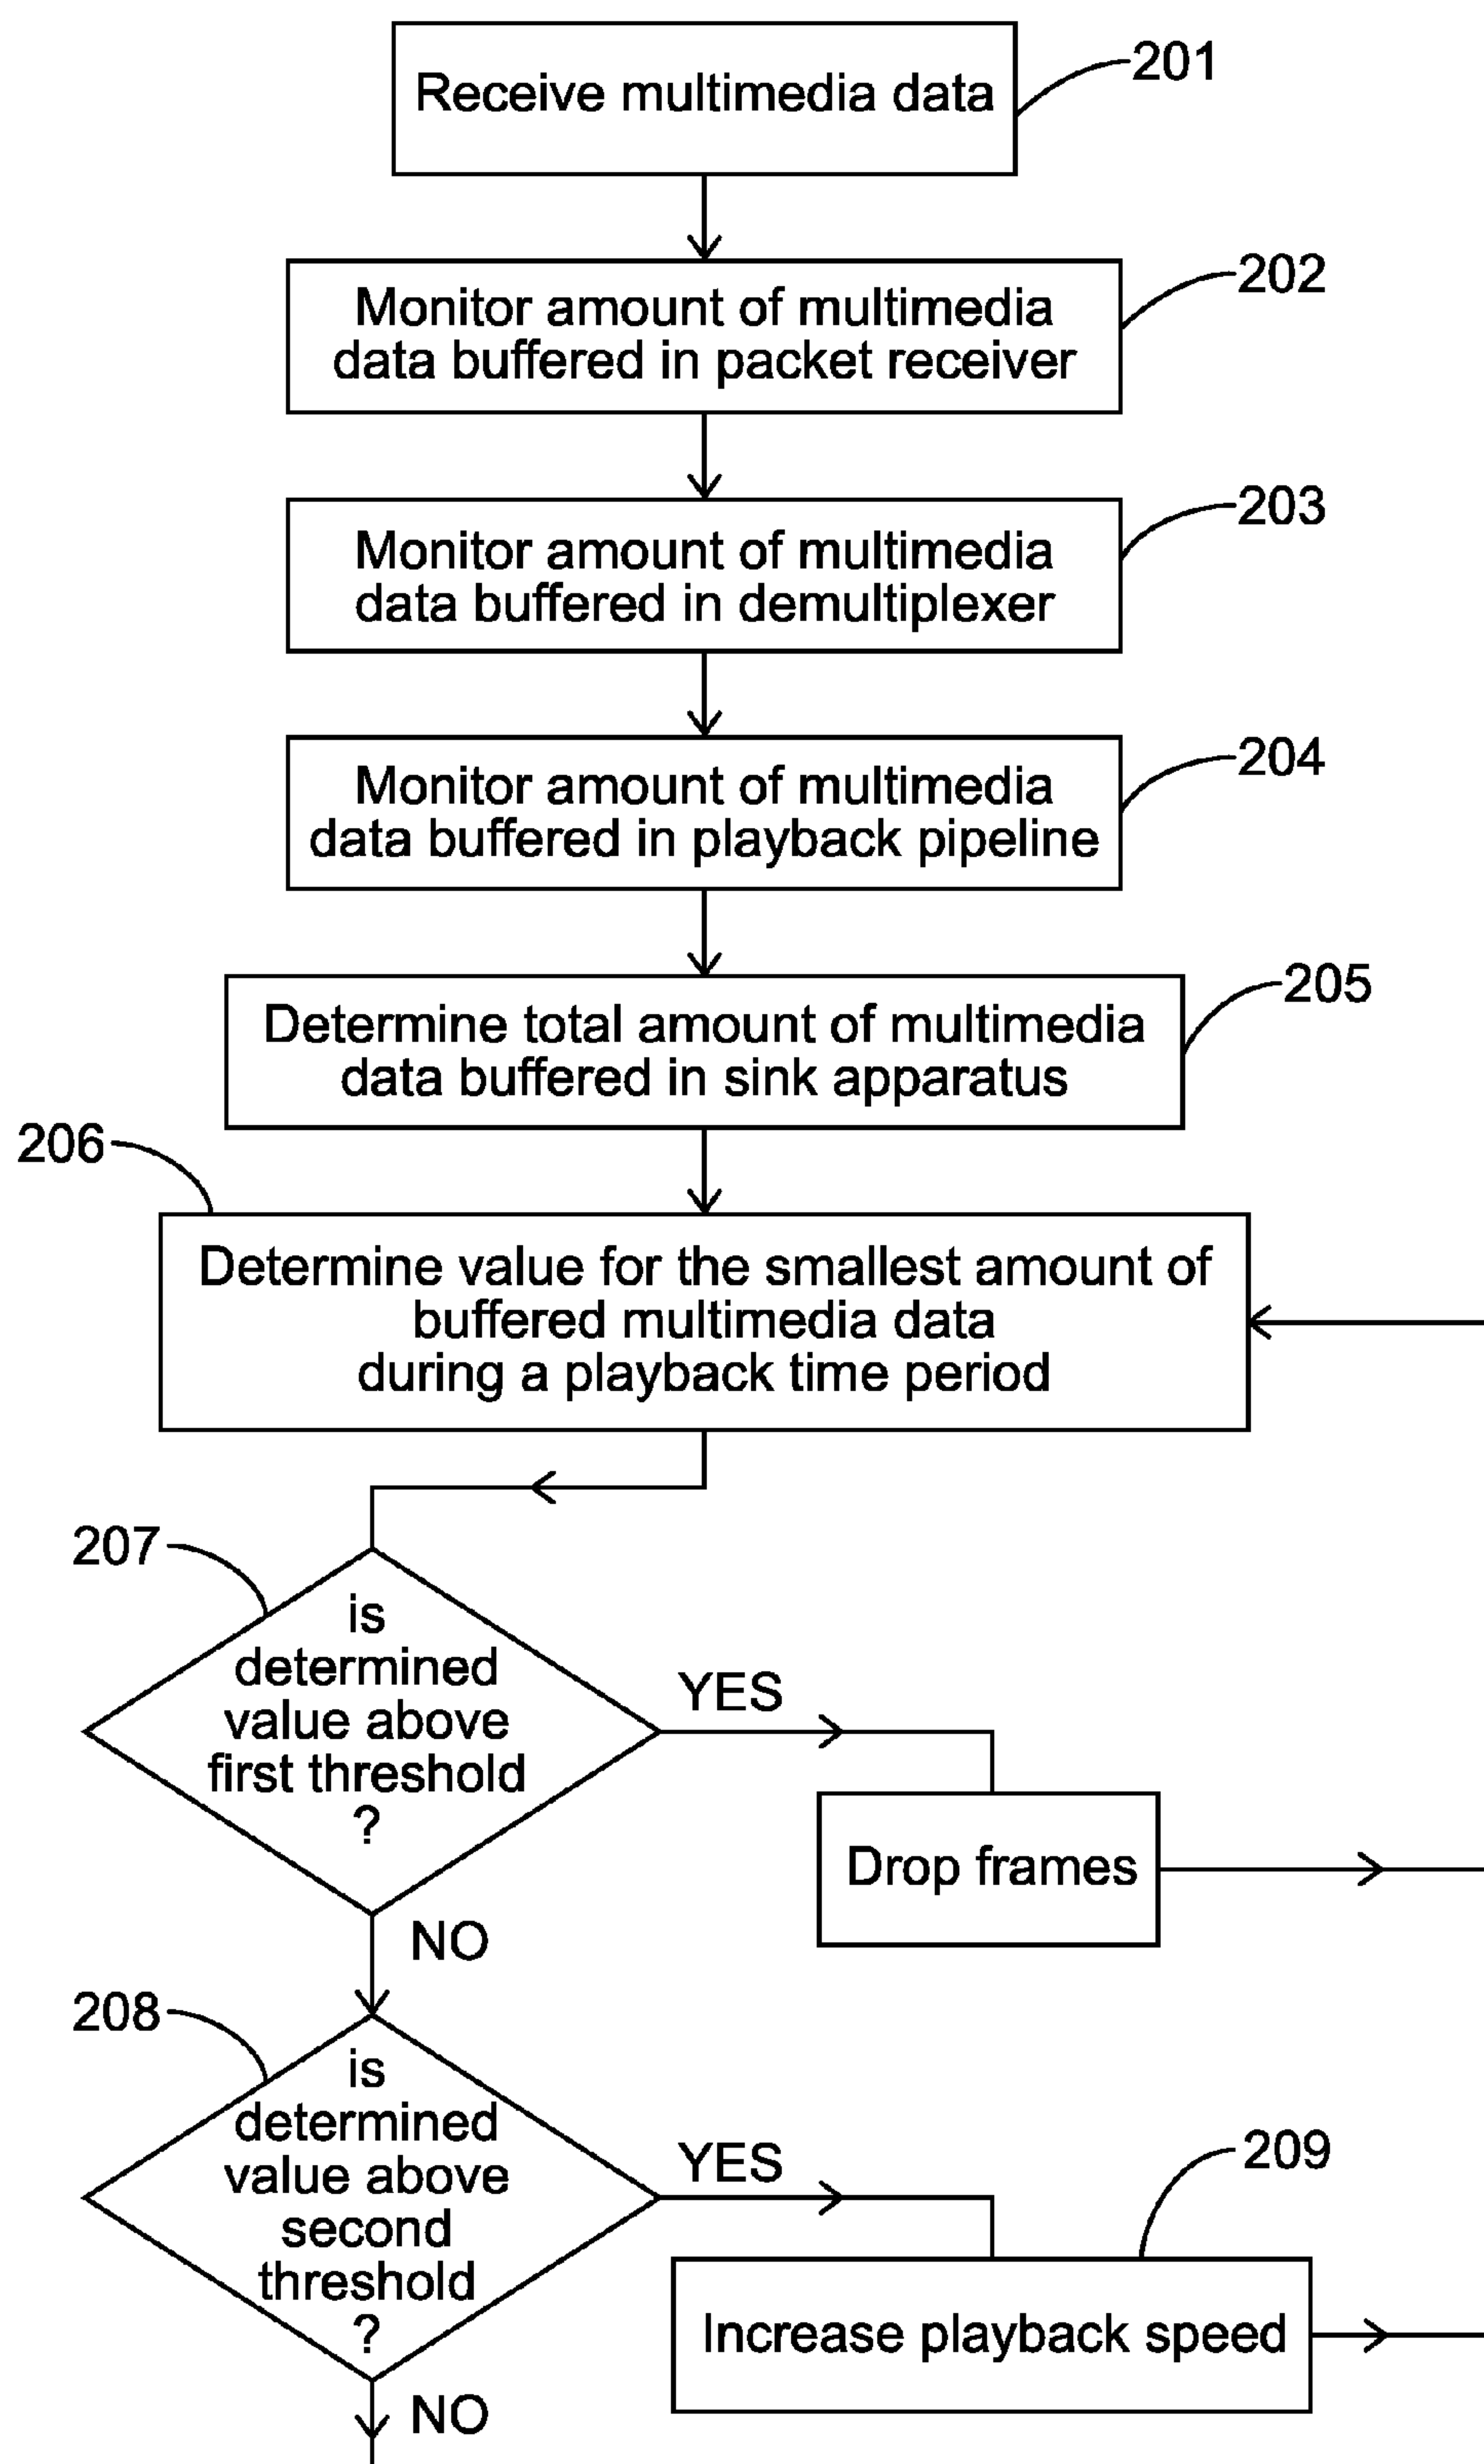 Receive multimedia data
201
Monitor amount of multimedia
data buffered in packet receiver
202
Monitor amount of multimedia
data buffered in demultiplexer
203
Monitor amount of multimedia
data buffered in playback pipeline
204
Determine total amount of multimedia
data buffered in sink apparatus
205
206
Determine value for the smallest amount of
buffered multimedia data
during a playback time period
207
is
determined
value above
first threshold
?
YES
Drop frames
NO
208
is
determined
value above
second
threshold
?
YES
209
Increase playback speed
NO